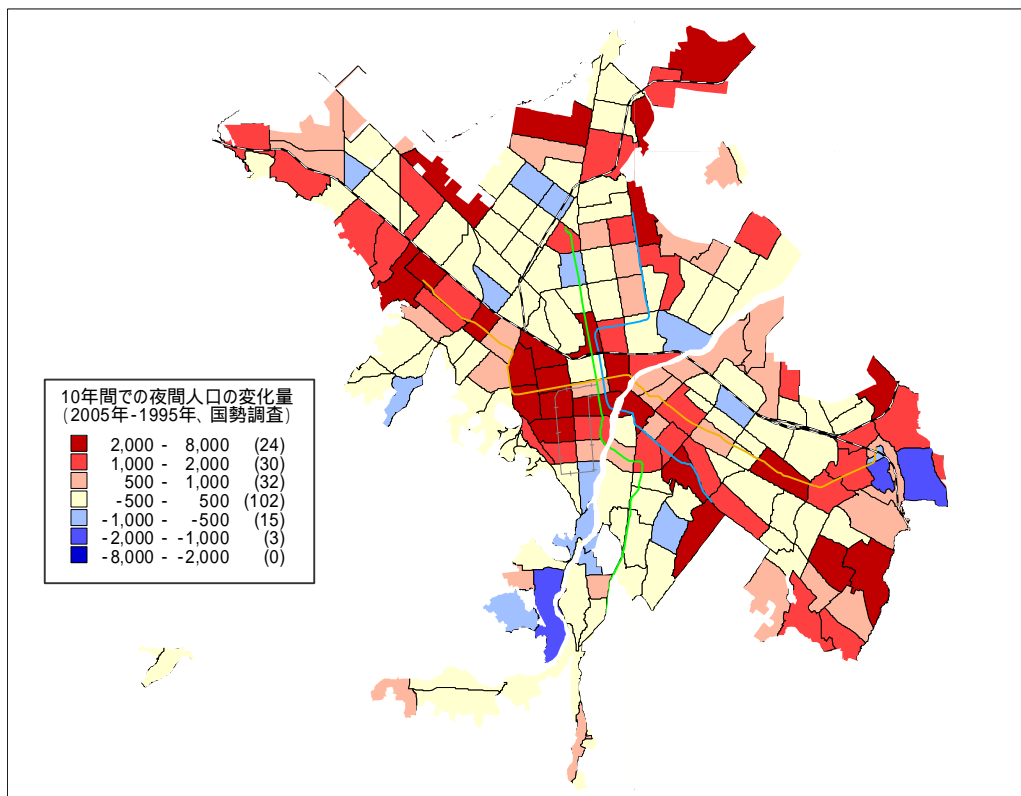 10年間での夜間人口の変化量
(2005年-1995年、国勢調査)
2,000 - 8,000 (24)
1,000 - 2,000 (30)
500 - 1,000 (32)
-500 - 500 (102)
-1,000 - -500 (15)
-2,000 - -1,000 (3)
-8,000 - -2,000 (0)